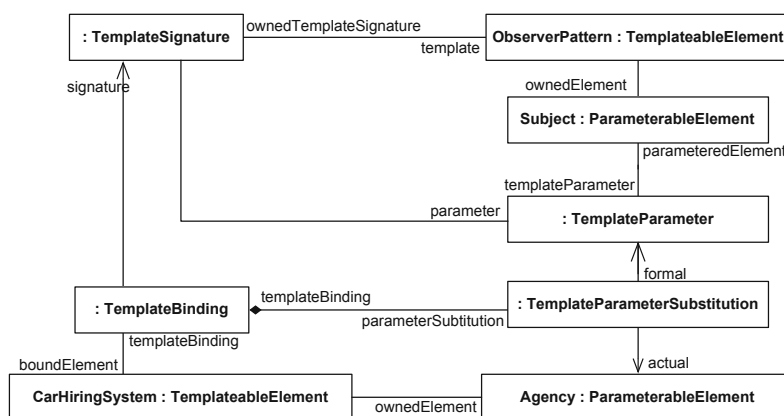 : TemplateSignature
ownedTemplateSignature
template
ObserverPattern : TemplateableElement
signature
ownedElement
Subject : ParameterableElement
parameteredElement
templateParameter
parameter
: TemplateParameter
formal
: TemplateBinding
templateBinding
parameterSubtitution
: TemplateParameterSubstitution
templateBinding
boundElement
actual
CarHiringSystem : TemplateableElement
ownedElement
Agency : ParameterableElement